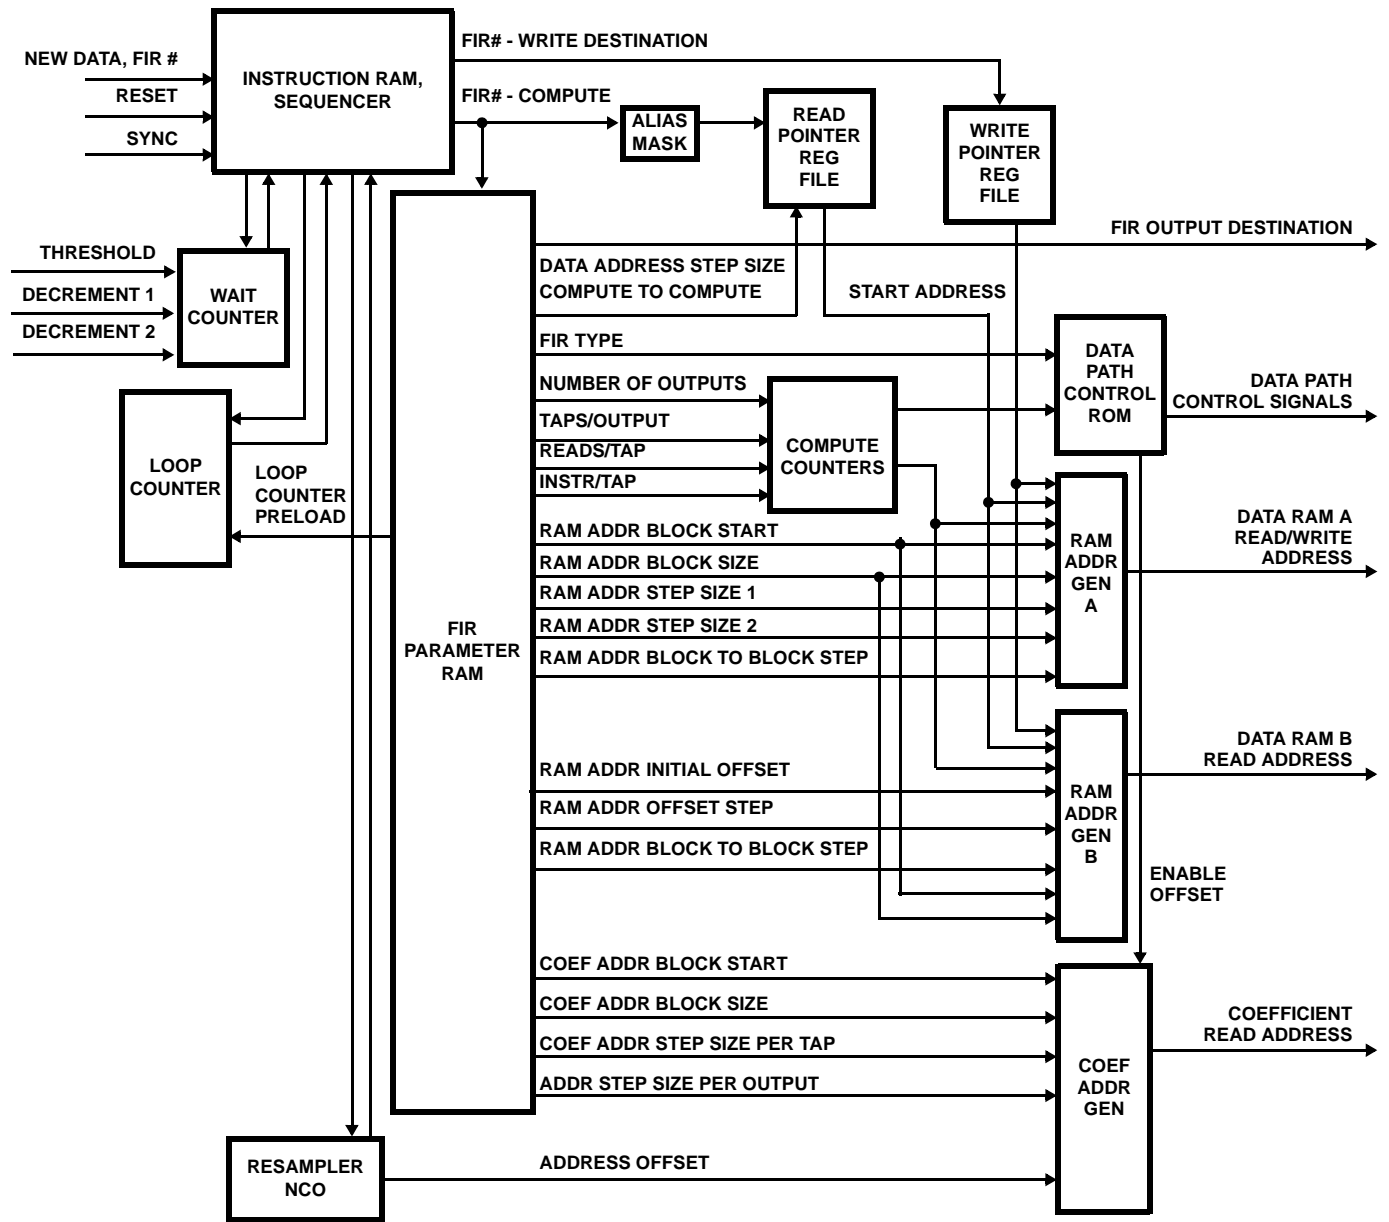 NEW DATA, FIR #
RESET
SYNC
INSTRUCTION RAM,
SEQUENCER
FIR# - WRITE DESTINATION
FIR# - COMPUTE
ALIAS
MASK
READ
POINTER
REG
FILE
WRITE
POINTER
REG
FILE
THRESHOLD
DECREMENT 1
DECREMENT 2
WAIT
COUNTER
LOOP
COUNTER
LOOP
COUNTER
PRELOAD
FIR
PARAMETER
RAM
FIR OUTPUT DESTINATION
DATA ADDRESS STEP SIZE
COMPUTE TO COMPUTE
START ADDRESS
FIR TYPE
NUMBER OF OUTPUTS
TAPS/OUTPUT
READS/TAP
INSTR/TAP
COMPUTE
COUNTERS
DATA
PATH
CONTROL
ROM
DATA PATH
CONTROL SIGNALS
RAM ADDR BLOCK START
RAM ADDR BLOCK SIZE
RAM ADDR STEP SIZE 1
RAM ADDR STEP SIZE 2
RAM ADDR BLOCK TO BLOCK STEP
RAM
ADDR
GEN
A
DATA RAM A
READ/WRITE
ADDRESS
RAM ADDR INITIAL OFFSET
RAM ADDR OFFSET STEP
RAM ADDR BLOCK TO BLOCK STEP
RAM
ADDR
GEN
B
DATA RAM B
READ ADDRESS
ENABLE
OFFSET
COEF ADDR BLOCK START
COEF ADDR BLOCK SIZE
COEF ADDR STEP SIZE PER TAP
ADDR STEP SIZE PER OUTPUT
COEF
ADDR
GEN
COEFFICIENT
READ ADDRESS
RESAMPLER
NCO
ADDRESS OFFSET